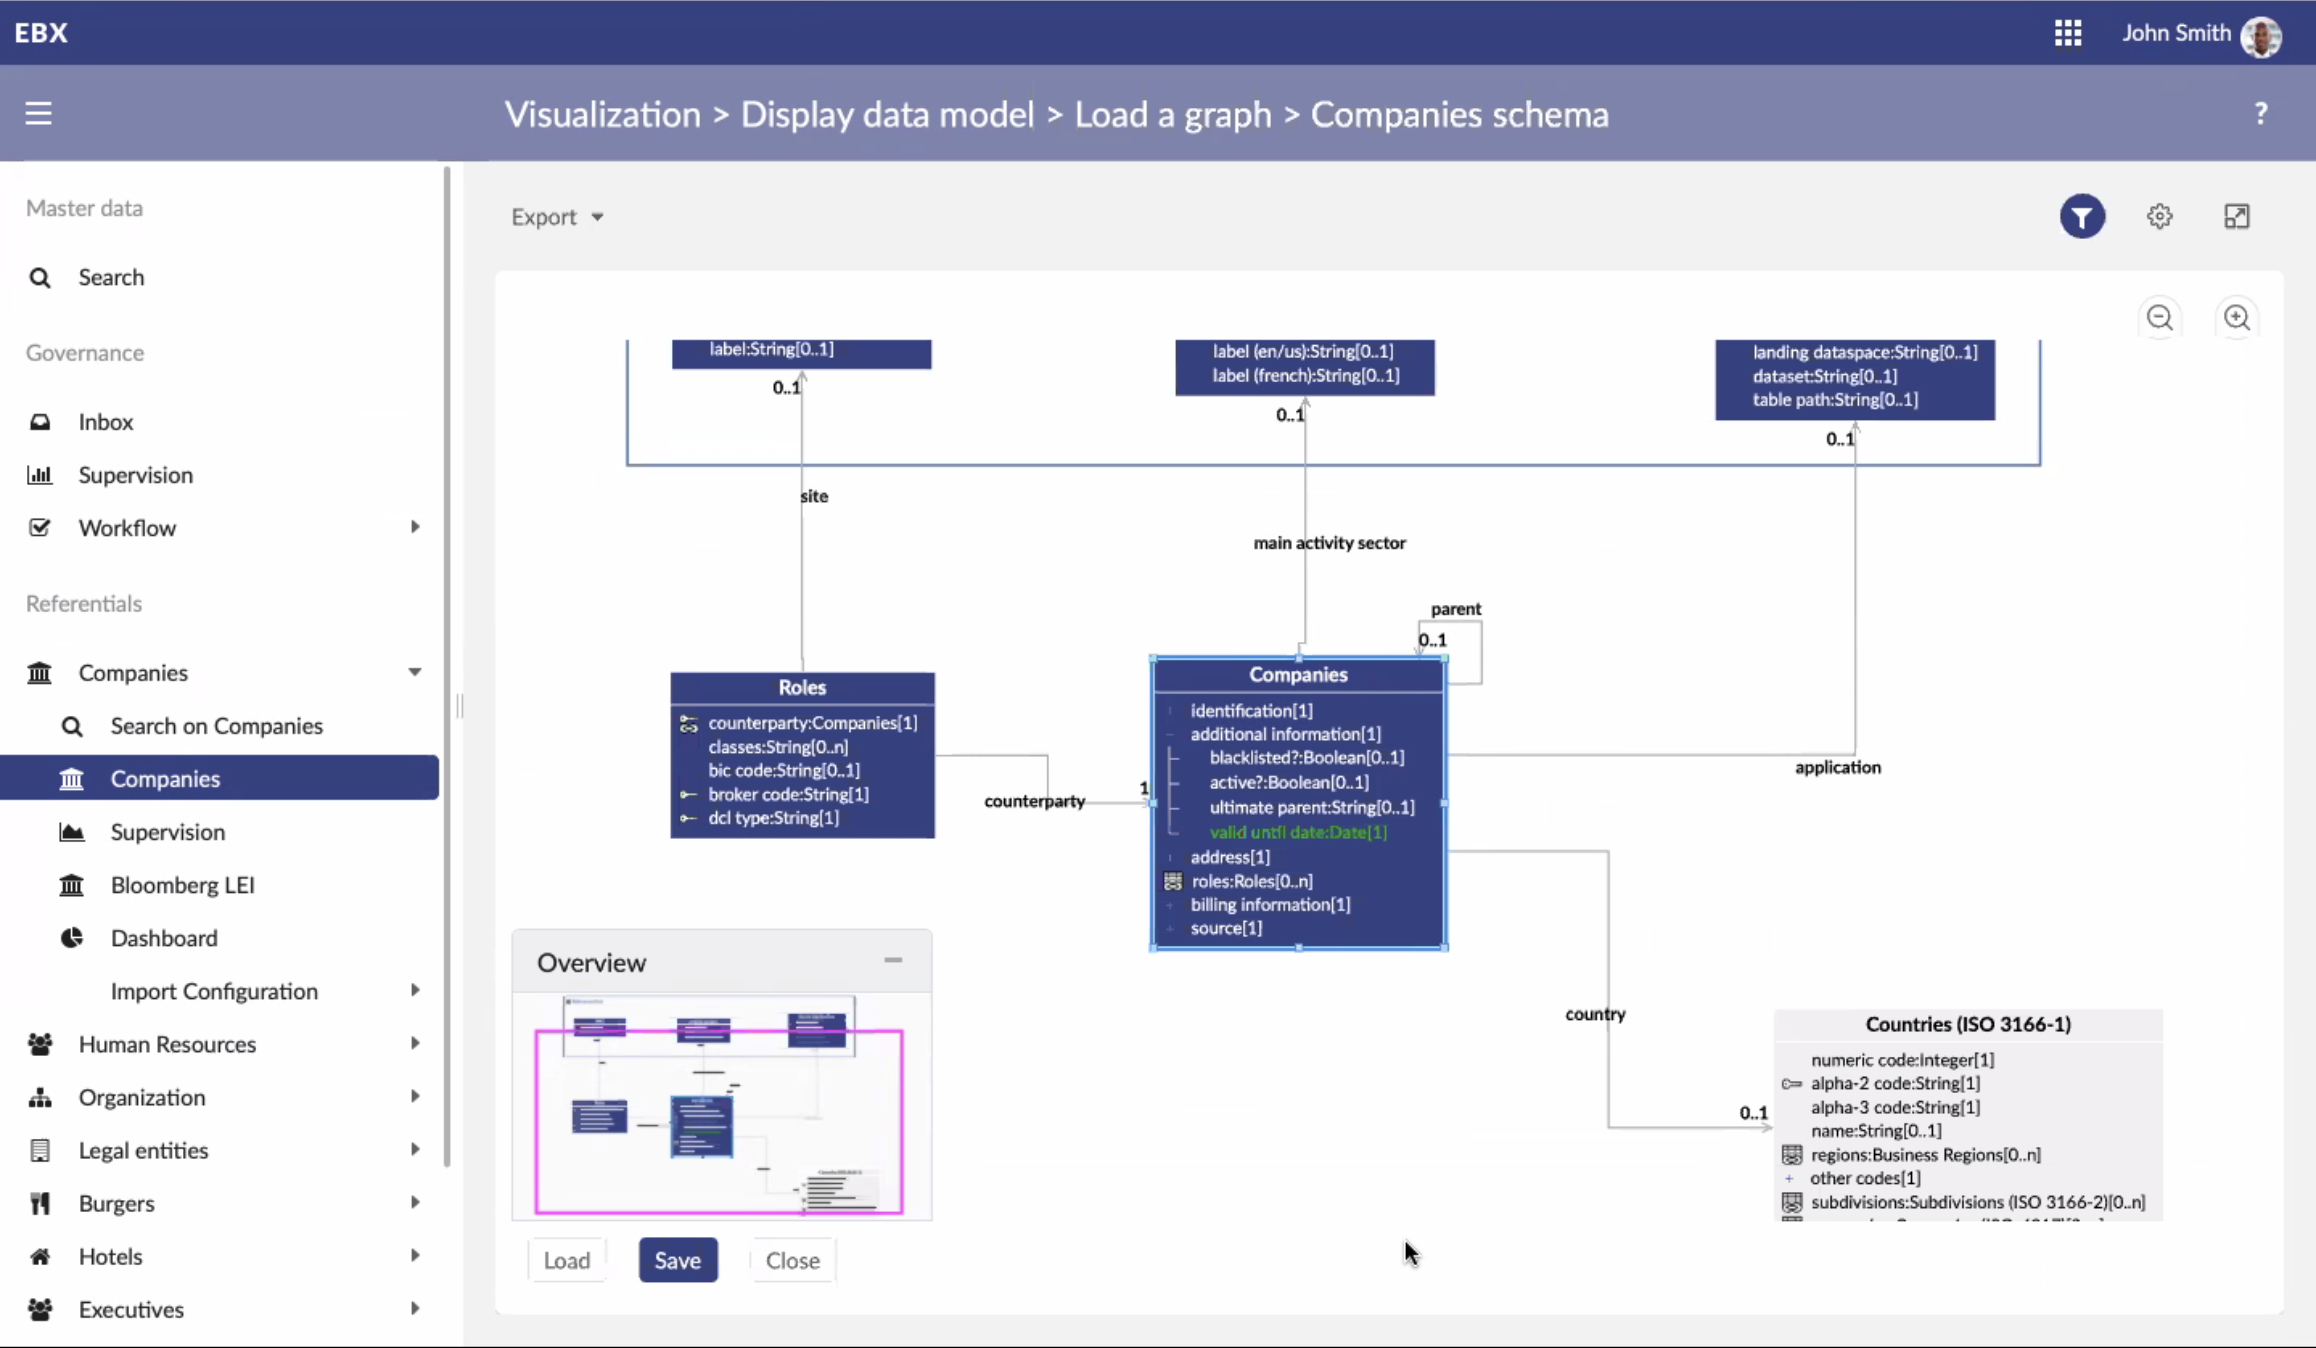 EBX
John Smith
Visualization > Display data model > Load a graph > Companies schema
?
Master data
Search
Governance
Inbox
Supervision
Workflow
Referentials
Companies
Search on Companies
Companies
Supervision
Bloomberg LEI
Dashboard
Import Configuration
Human Resources
Organization
Legal entities
Burgers
Hotels
Executives
Export
label:String[0..1]
0..1
label (en/us):String[0..1]
label (french):String[0..1]
0..1
landing dataspace:String[0..1]
dataset:String[0..1]
table path:String[0..1]
0..1
site
main activity sector
parent
0..1
Roles
counterparty:Companies[1]
classes:String[0..n]
bic code:String[0..1]
broker code:String[1]
dcl type:String[1]
counterparty
1
Companies
identification[1]
additional information[1]
blacklisted?:Boolean[0..1]
active?:Boolean[0..1]
ultimate parent:String[0..1]
valid until date:Date[1]
address[1]
roles:Roles[0..n]
billing information[1]
source[1]
application
country
0..1
Countries (ISO 3166-1)
numeric code:Integer[1]
alpha-2 code:String[1]
alpha-3 code:String[1]
name:String[0..1]
regions:Business Regions[0..n]
other codes[1]
subdivisions:Subdivisions (ISO 3166-2)[0..n]
Overview
Load
Save
Close